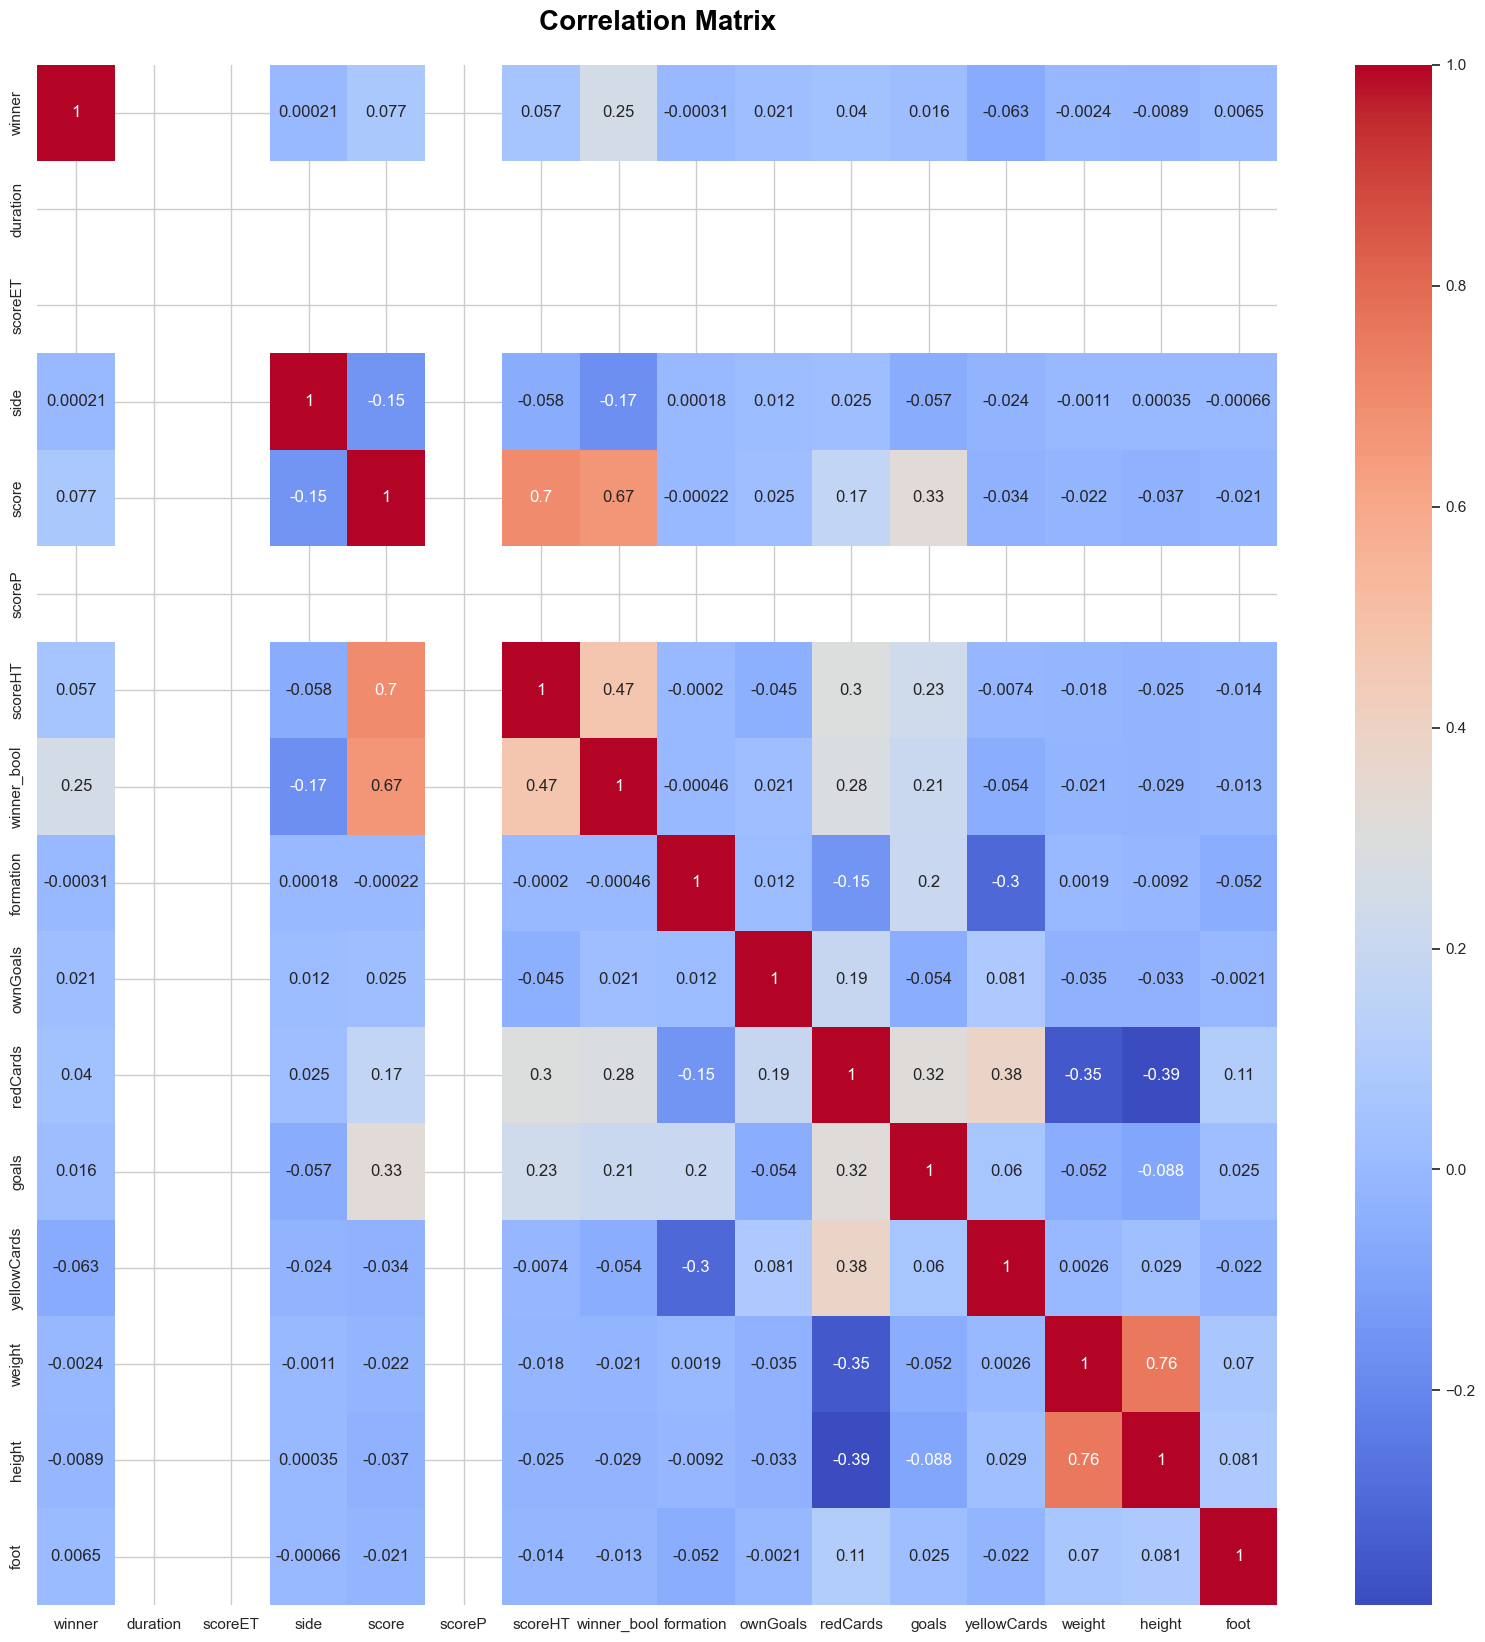 Correlation Matrix
winner 1 0.00021 0.077 0.057 0.25 -0.00031 0.021 0.04 0.016 -0.063 -0.0024 -0.0089 0.0065
duration
scoreET
side 0.00021 1 -0.15 -0.058 -0.17 0.00018 0.012 0.025 -0.057 -0.024 -0.0011 0.00035 -0.00066
score 0.077 -0.15 1 0.7 0.67 -0.00022 0.025 0.17 0.33 -0.034 -0.022 -0.037 -0.021
scoreP
scoreHT 0.057 -0.058 0.7 1 0.47 -0.0002 -0.045 0.3 0.23 -0.0074 -0.018 -0.025 -0.014
winner_bool 0.25 -0.17 0.67 0.47 1 -0.00046 0.021 0.28 0.21 -0.054 -0.021 -0.029 -0.013
formation -0.00031 0.00018 -0.00022 -0.0002 -0.00046 1 0.012 -0.15 0.2 -0.3 0.0019 -0.0092 -0.052
ownGoals 0.021 0.012 0.025 -0.045 0.021 0.012 1 0.19 -0.054 0.081 -0.035 -0.033 -0.0021
redCards 0.04 0.025 0.17 0.3 0.28 -0.15 0.19 1 0.32 0.38 -0.35 -0.39 0.11
goals 0.016 -0.057 0.33 0.23 0.21 0.2 -0.054 0.32 1 0.06 -0.052 -0.088 0.025
yellowCards -0.063 -0.024 -0.034 -0.0074 -0.054 -0.3 0.081 0.38 0.06 1 0.0026 0.029 -0.022
weight -0.0024 -0.0011 -0.022 -0.018 -0.021 0.0019 -0.035 -0.35 -0.052 0.0026 1 0.76 0.07
height -0.0089 0.00035 -0.037 -0.025 -0.029 -0.0092 -0.033 -0.39 -0.088 0.029 0.76 1 0.081
foot 0.0065 -0.00066 -0.021 -0.014 -0.013 -0.052 -0.0021 0.11 0.025 -0.022 0.07 0.081 1
winner duration scoreET side score scoreP scoreHT winner_bool formation ownGoals redCards goals yellowCards weight height foot
1.0
0.8
0.6
0.4
0.2
0.0
−0.2